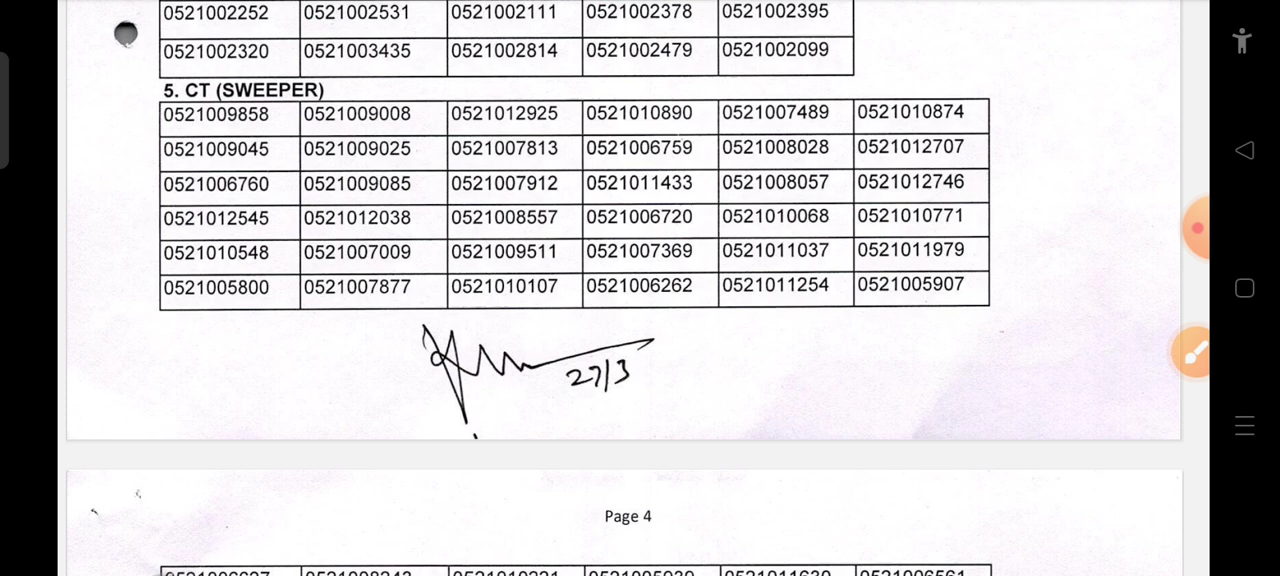 0521002252 0521002531 0521002111 0521002378 0521002395
0521002320 0521003435 0521002814 0521002479 0521002099
5. CT (SWEEPER)
0521009858 0521009008 0521012925 0521010890 0521007489 0521010874
0521009045 0521009025 0521007813 0521006759 0521008028 0521012707
0521006760 0521009085 0521007912 0521011433 0521008057 0521012746
0521012545 0521012038 0521008557 0521006720 0521010068 0521010771
0521010548 0521007009 0521009511 0521007369 0521011037 0521011979
0521005800 0521007877 0521010107 0521006262 0521011254 0521005907
27/3
Page 4